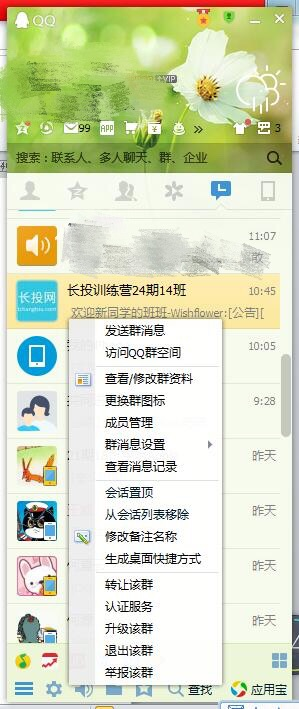 QQ
VIP
99
APP
¥
»
3
搜索：联系人、多人聊天、群、企业
11:07
敢
长投网
长投训练营24期14班
10:45
欢迎新同学的班班-Wishflower:[公告][
发送群消息
访问QQ群空间
10:05
查看/修改群资料
更换群图标
9:28
成员管理
群消息设置
查看消息记录
昨天
会话置顶
从会话列表移除
昨天
修改备注名称
生成桌面快捷方式
昨天
转让该群
认证服务
昨天
升级该群
退出该群
举报该群
查找
应用宝